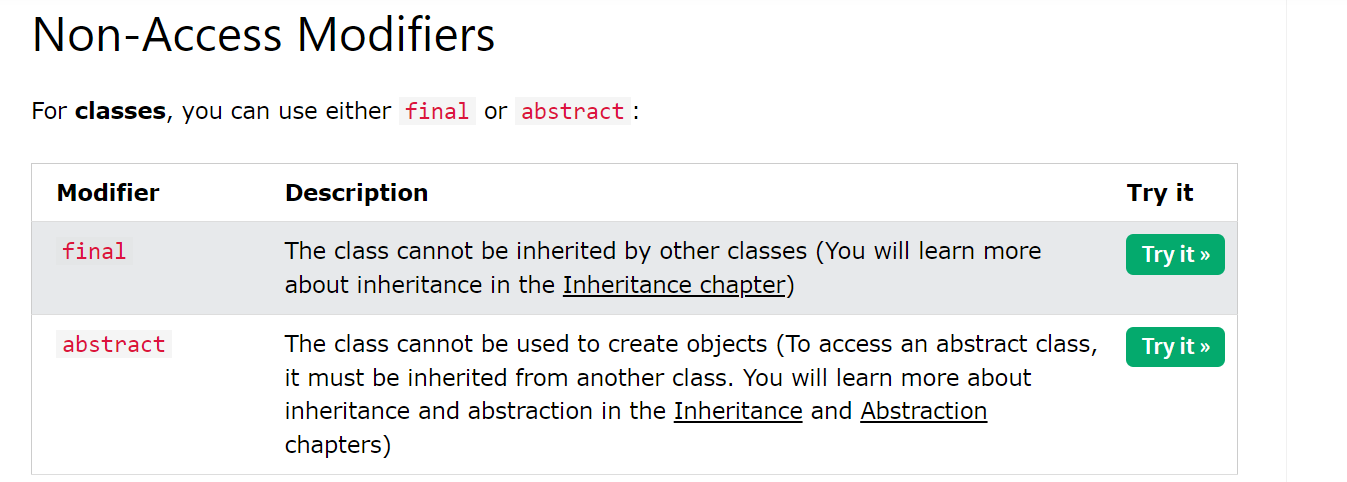 Non-Access Modifiers
For classes, you can use either final or abstract:
Modifier Description Try it
final The class cannot be inherited by other classes (You will learn more Try it »
about inheritance in the Inheritance chapter)
abstract The class cannot be used to create objects (To access an abstract class, Try it »
it must be inherited from another class. You will learn more about
inheritance and abstraction in the Inheritance and Abstraction
chapters)